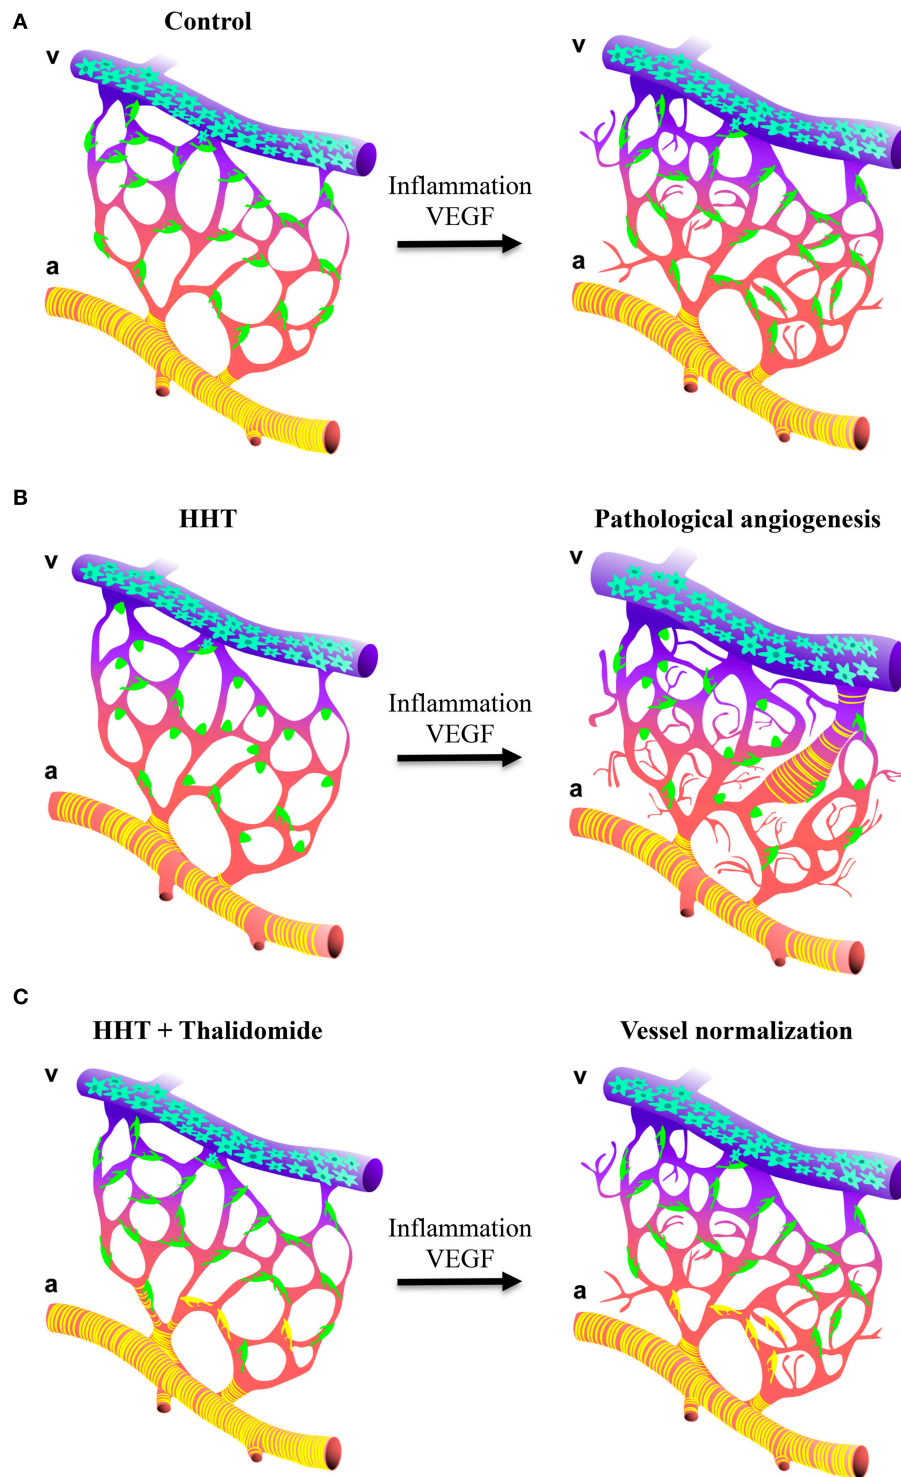 A
Control
v
v
Inflammation
VEGF
a
a
B
HHT
Pathological angiogenesis
v
v
Inflammation
VEGF
a
a
C
HHT + Thalidomide
Vessel normalization
v
v
Inflammation
VEGF
a
a